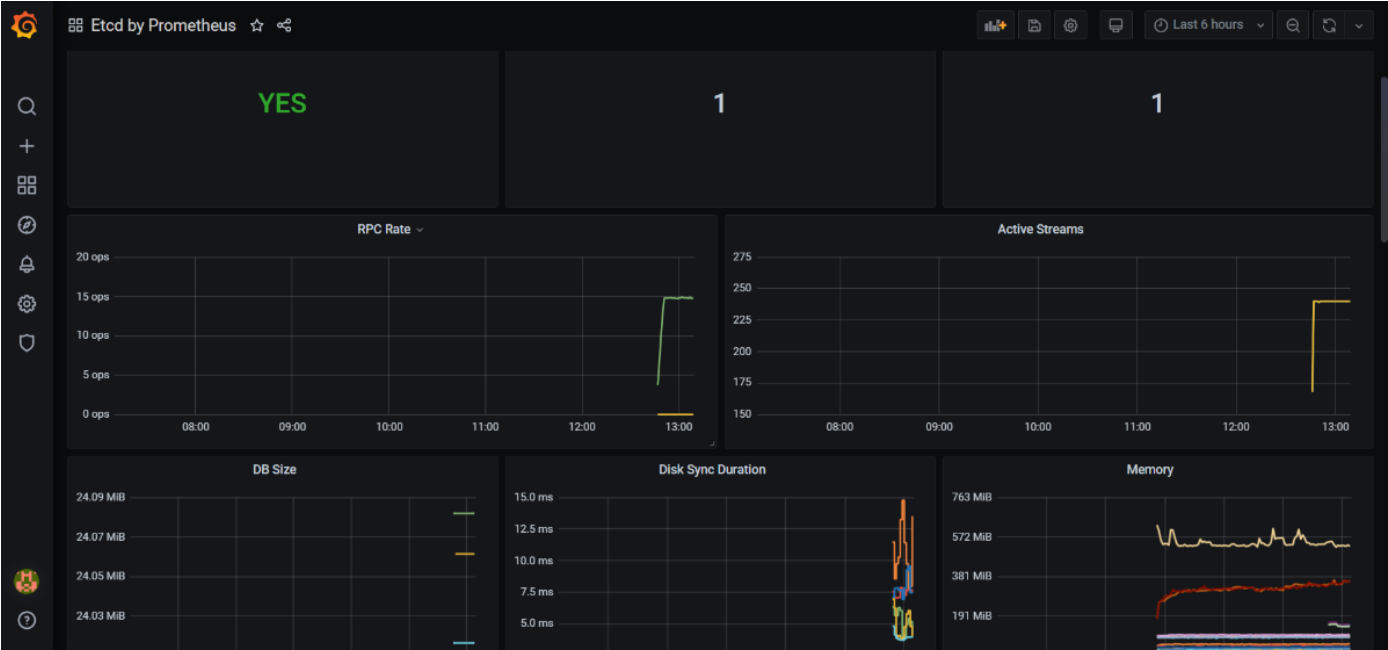 Etcd by Prometheus
Last 6 hours
YES
1
1
RPC Rate
20 ops
15 ops
10 ops
5 ops
0 ops
08:00 09:00 10:00 11:00 12:00 13:00
Active Streams
275
250
225
200
175
150
08:00 09:00 10:00 11:00 12:00 13:00
DB Size
24.09 MiB
24.07 MiB
24.05 MiB
24.03 MiB
Disk Sync Duration
15.0 ms
12.5 ms
10.0 ms
7.5 ms
5.0 ms
Memory
763 MiB
572 MiB
381 MiB
191 MiB